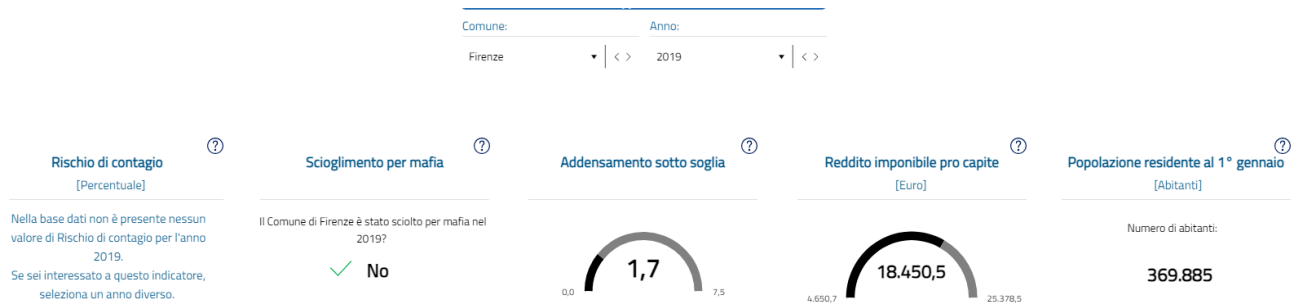 Comune:
Anno:
Firenze
2019
Rischio di contagio
[Percentuale]
Nella base dati non è presente nessun
valore di Rischio di contagio per l'anno
2019.
Se sei interessato a questo indicatore,
seleziona un anno diverso.
Scioglimento per mafia
Il Comune di Firenze è stato sciolto per mafia nel
2019?
No
Addensamento sotto soglia
1,7
0,0
7,5
Reddito imponibile pro capite
[Euro]
18.450,5
4.650,7
25.378,5
Popolazione residente al 1° gennaio
[Abitanti]
Numero di abitanti:
369.885